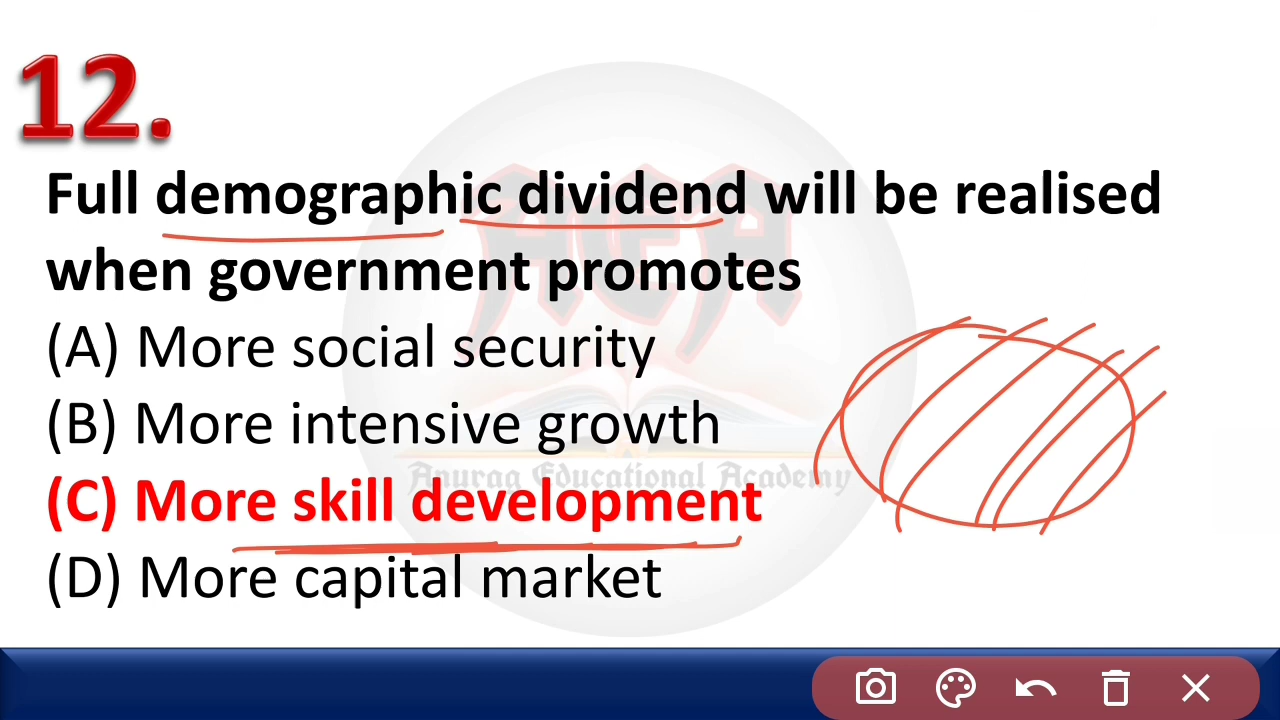 12.
Full demographic dividend will be realised
when government promotes
(A) More social security
(B) More intensive growth
(C) More skill development
(D) More capital market
AEA
Anurag Educational Academy